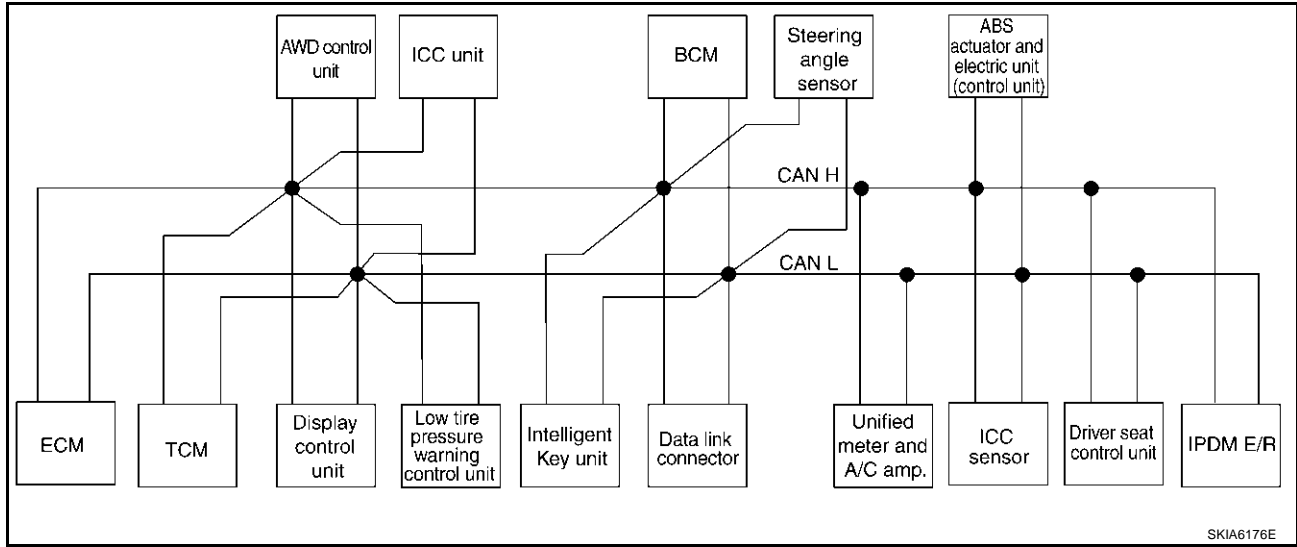 AWD control
unit
ICC unit
BCM
Steering
angle
sensor
ABS
actuator and
electric unit
(control unit)
CAN H
CAN L
ECM
TCM
Display
control
unit
Low tire
pressure
warning
control unit
Intelligent
Key unit
Data link
connector
Unified
meter and
A/C amp.
ICC
sensor
Driver seat
control unit
IPDM E/R
SKIA6176E